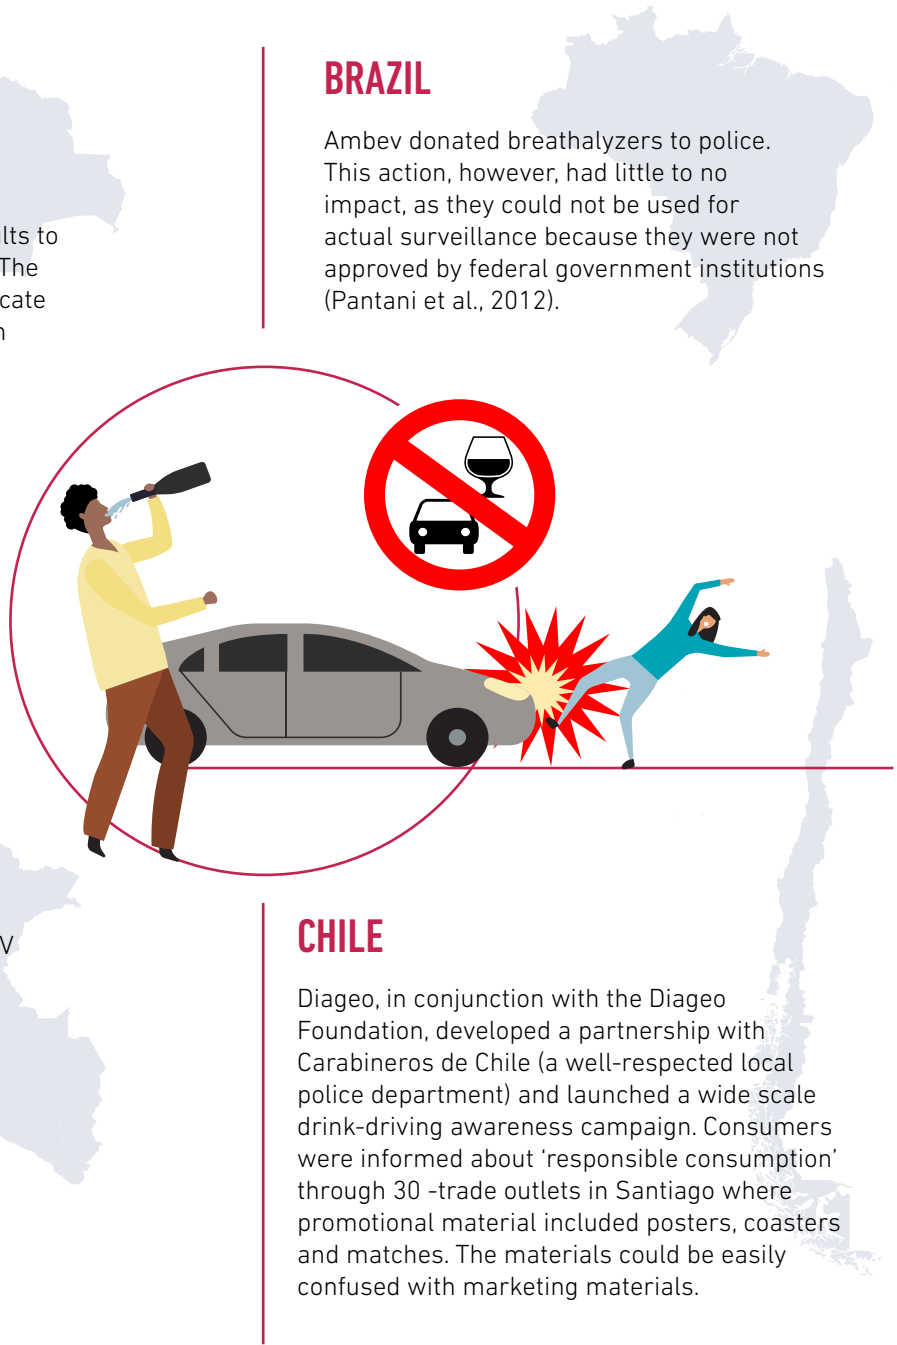 BRAZIL
Ambev donated breathalyzers to police.
This action, however, had little to no
impact, as they could not be used for
actual surveillance because they were not
approved by federal government institutions
(Pantani et al., 2012).
lts to
The
cate
CHILE
Diageo, in conjunction with the Diageo
Foundation, developed a partnership with
Carabineros de Chile (a well-respected local
police department) and launched a wide scale
drink-driving awareness campaign. Consumers
were informed about ‘responsible consumption’
through 30 -trade outlets in Santiago where
promotional material included posters, coasters
and matches. The materials could be easily
confused with marketing materials.
V